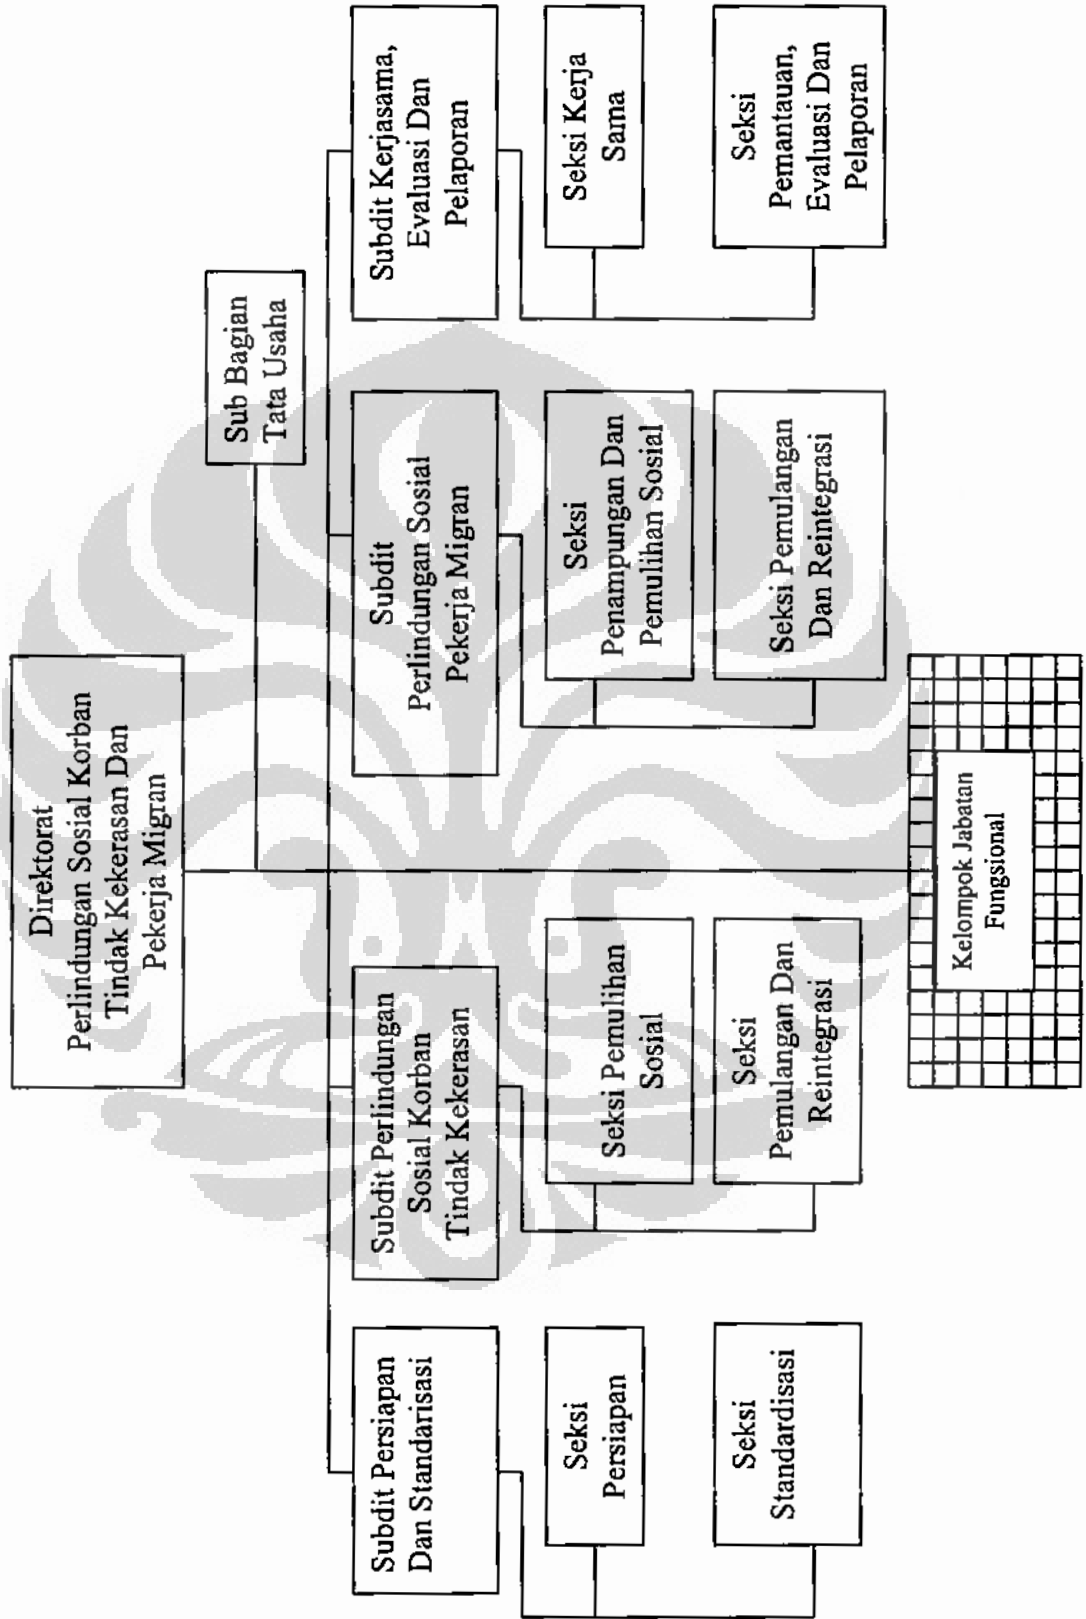 Direktorat
Perlindungan Sosial Korban
Tindak Kekerasan Dan
Pekerja Migran
Sub Bagian
Tata Usaha
Subdit Persiapan
Dan Standarisasi
Subdit Perlindungan
Sosial Korban
Tindak Kekerasan
Subdit
Perlindungan Sosial
Pekerja Migran
Subdit Kerjasama,
Evaluasi Dan
Pelaporan
Seksi
Persiapan
Seksi Pemulihan
Sosial
Seksi
Penampungan Dan
Pemulihan Sosial
Seksi Kerja
Sama
Seksi
Standardisasi
Seksi
Pemulangan Dan
Reintegrasi
Seksi Pemulangan
Dan Reintegrasi
Seksi
Pemantauan,
Evaluasi Dan
Pelaporan
Kelompok Jabatan
Fungsional